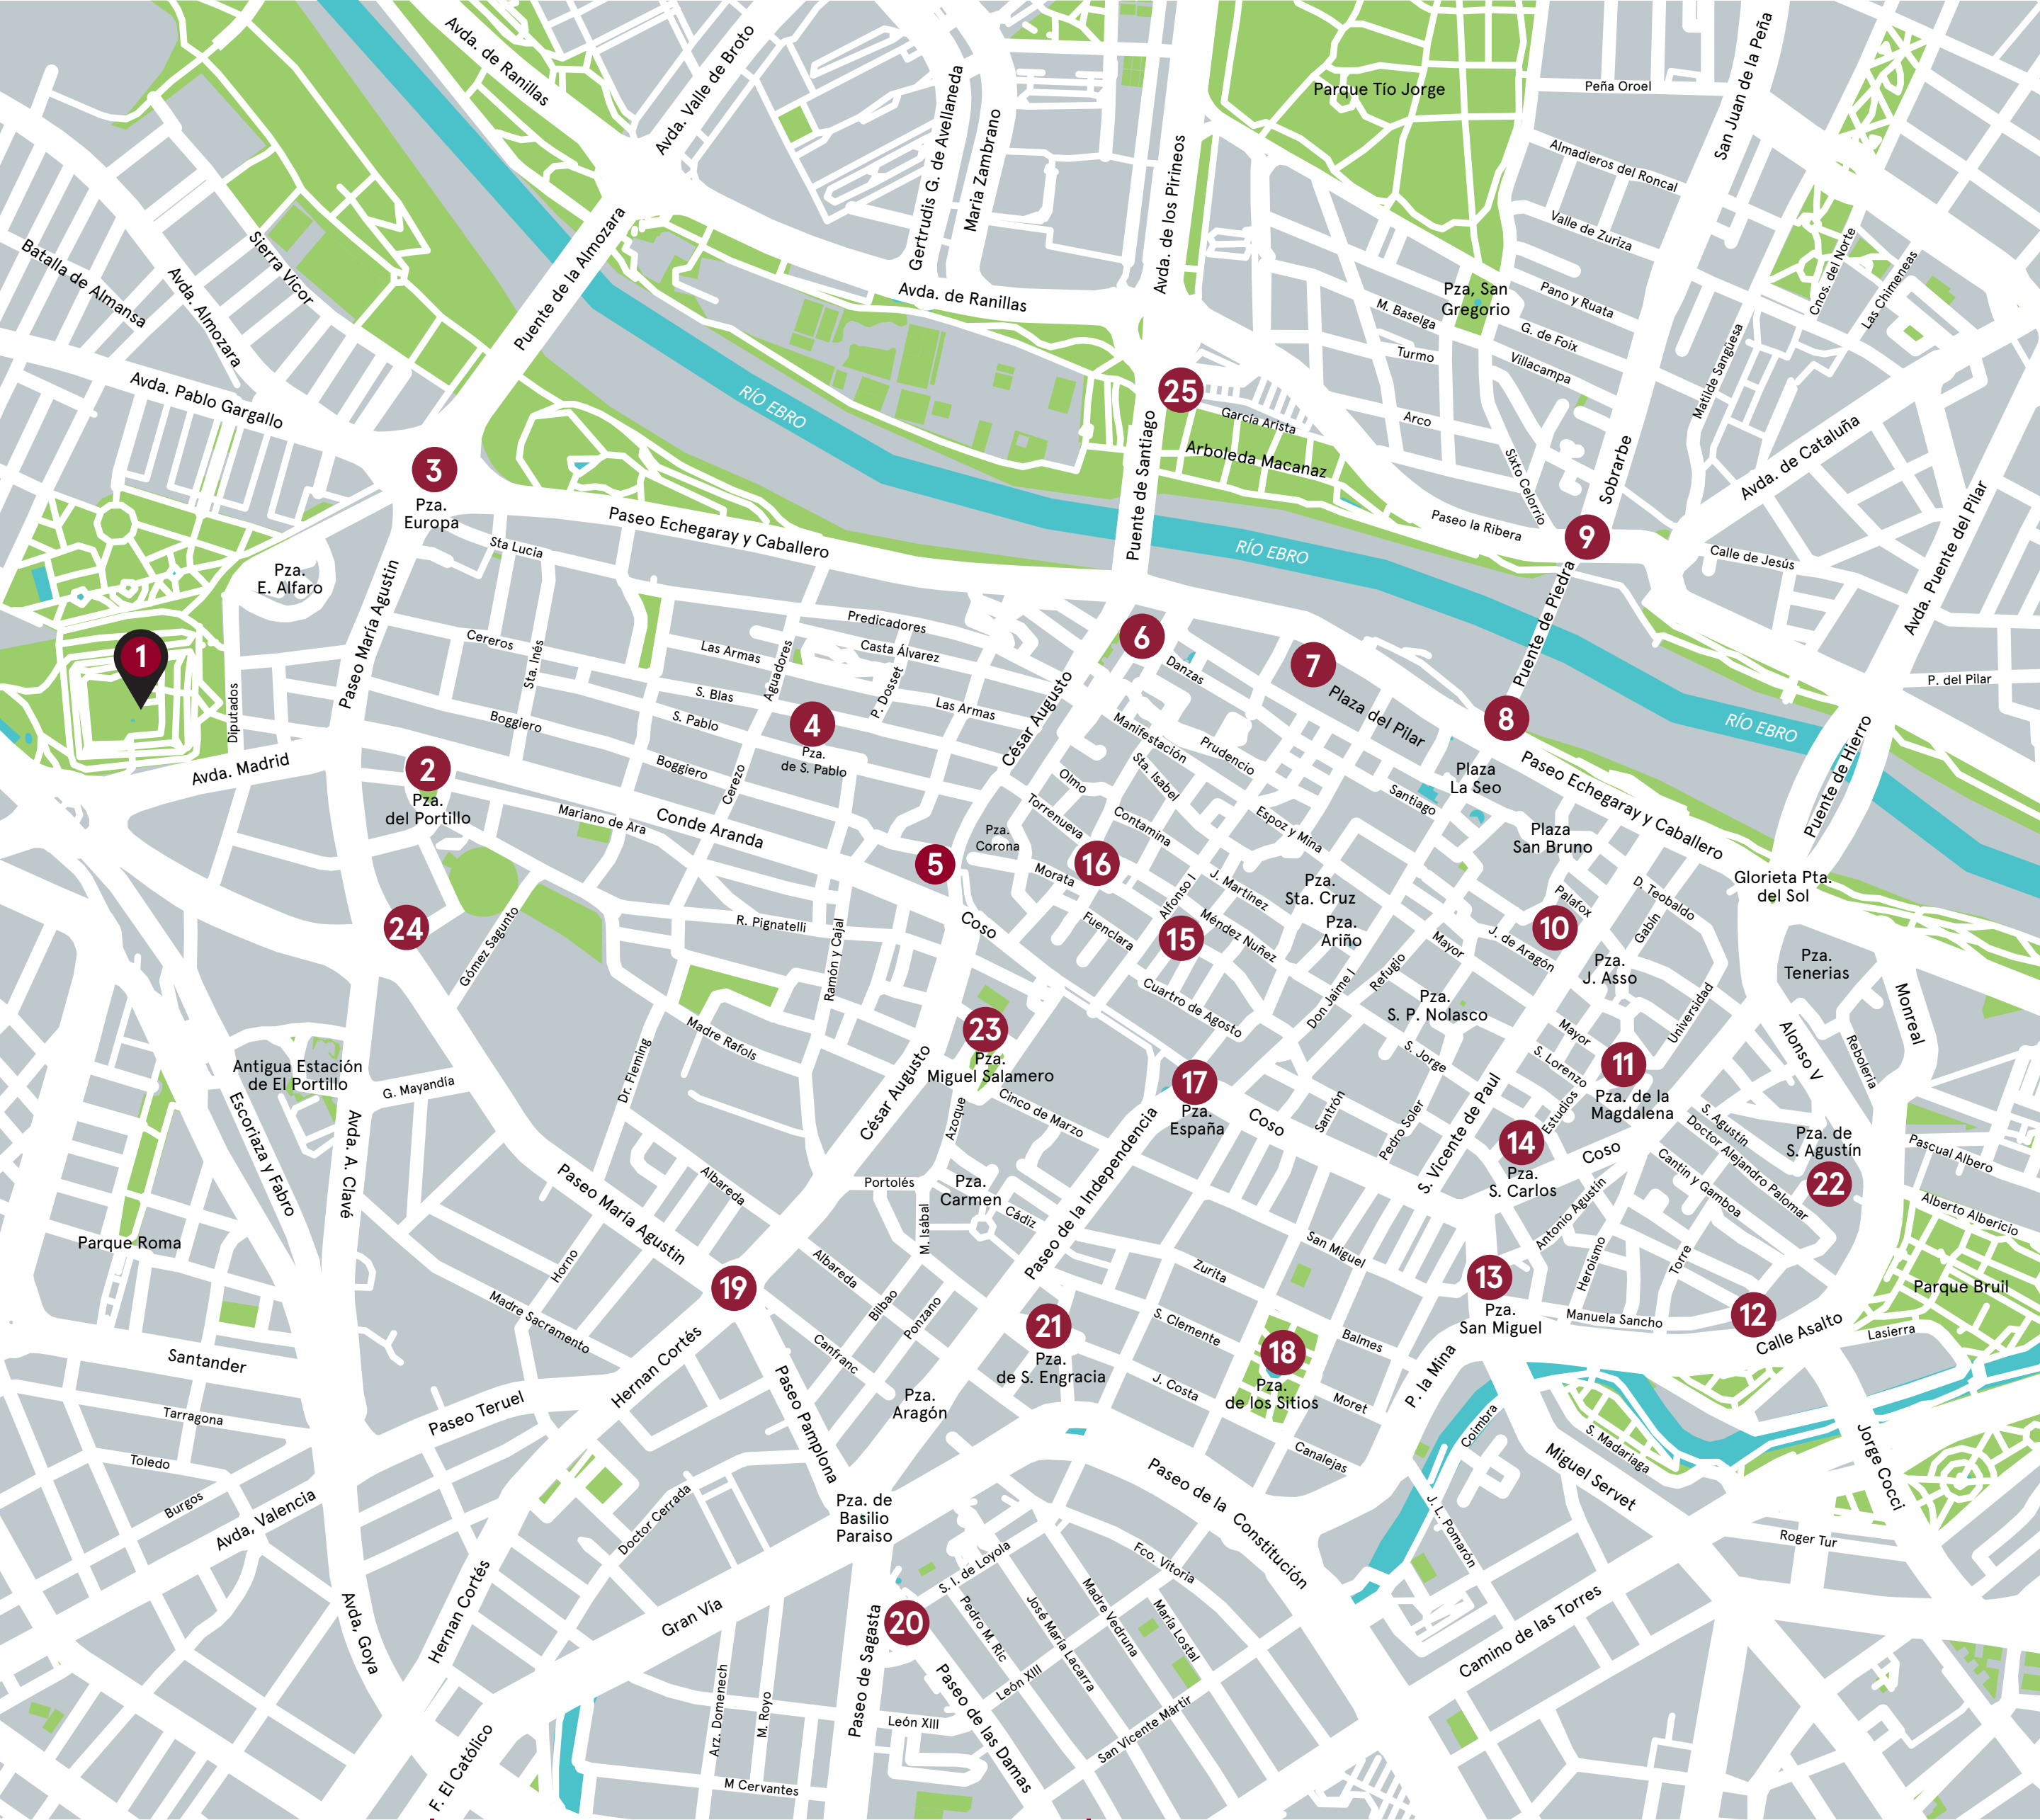 Avda. de Ranillas
Avda. Valle de Broto
Gertrudis G. de Avellaneda
Maria Zambrano
Avda. de los Pirineos
Parque Tío Jorge
Peña Oroel
San Juan de la Peña
Almadieros del Roncal
Valle de Zuriza
Batalla de Almansa
Avda. Almozara
Sierra Vicor
Puente de la Almozara
Avda. de Ranillas
Pza, San
Gregorio
Pano y Ruata
M. Baselga
G. de Foix
Turmo
Villacampa
Cnos. del Norte
Las Chimeneas
Matilde Sangüesa
Avda. Pablo Gargallo
RÍO EBRO
25
Garcia Arista
Arco
Arboleda Macanaz
Puente de Santiago
Sixto Celorrio
Sobrarbe
Avda. de Cataluña
3
Pza.
Europa
Paseo Echegaray y Caballero
Sta Lucia
RÍO EBRO
Paseo la Ribera
9
Calle de Jesús
Avda. Puente del Pilar
Pza.
E. Alfaro
Paseo María Agustin
Predicadores
Casta Álvarez
Cereros
Sta. Inés
Las Armas
Aguadores
P. Dosset
6
Danzas
7
Plaza del Pilar
Puente de Piedra
P. del Pilar
1
Diputados
S. Blas
Las Armas
Boggiero
S. Pablo
4
Pza.
de S. Pablo
César Augusto
Manifestación
Prudencio
8
RÍO EBRO
Avda. Madrid
2
Pza.
del Portillo
Boggiero
Cerezo
Olmo
Sta. Isabel
Plaza
La Seo
Paseo Echegaray y Caballero
Puente de Hierro
Mariano de Ara
Conde Aranda
Torrenueva
Contamina
Santiago
Espoz y Mina
Plaza
San Bruno
Pza.
Corona
5
16
Morata
Alfonso I
J. Martinez
Pza.
Sta. Cruz
Glorieta Pta.
del Sol
Palafox
D. Teobaldo
24
Gómez Sagunto
R. Pignatelli
Ramón y Cajal
Coso
Fuenclara
15
Méndez Nuñez
Pza.
Ariño
Mayor
J. de Aragón
10
Gabín
Pza.
J. Asso
Pza.
Tenerias
Cuartro de Agosto
Don Jaime I
Refugio
Pza.
S. P. Nolasco
Universidad
Monreal
23
Pza.
Miguel Salamero
Madre Rafols
Antigua Estación
de El Portillo
G. Mayandía
Dr. Fleming
César Augusto
Azoque
Cinco de Marzo
17
Pza.
España
Coso
S. Jorge
Mayor
S. Lorenzo
11
Pza. de la
Magdalena
Alonso V
Reboleria
Escoriaza y Fabro
Avda. A. Clavé
Santrón
Pedro Soler
S. Vicente de Paul
Estudios
14
Pza.
S. Carlos
Coso
S. Agustín
Doctor Alejandro Palomar
Pza. de
S. Agustín
22
Pascual Albero
Alberto Albericio
Paseo María Agustin
Albareda
Portolés
Pza.
Carmen
Cádiz
M. Isábal
Paseo de la Independencia
Cantin y Gamboa
Antonio Agustín
Parque Roma
Horno
Madre Sacramento
19
Albareda
Bilbao
Ponzano
Canfranc
San Miguel
Zurita
13
Pza.
San Miguel
Heroismo
Torre
Manuela Sancho
12
Calle Asalto
Parque Bruil
Lasierra
21
Pza.
de S. Engracia
S. Clemente
18
Pza.
de los Sitios
Balmes
J. Costa
Moret
P. la Mina
Santander
Tarragona
Toledo
Burgos
Avda, Valencia
Paseo Teruel
Hernan Cortés
Paseo Pamplona
Pza.
Aragón
Canalejas
Coimbra
S. Madariaga
Miguel Servet
Jorge Cocci
Pza. de
Basilio
Paraiso
Doctor Cerrada
Paseo de la Constitución
J. L. Pomarón
Roger Tur
Hernan Cortés
Avda, Goya
Gran Vía
S. I. de Loyola
Fco. Vitoria
20
Pedro M. Ric
José María Lacarra
Madre Vedruna
María Lostal
Camino de las Torres
Paseo de Sagasta
León XIII
León XIII
Paseo de las Damas
San Vicente Mártir
Arz. Domenech
M. Royo
M Cervantes
F. El Católico